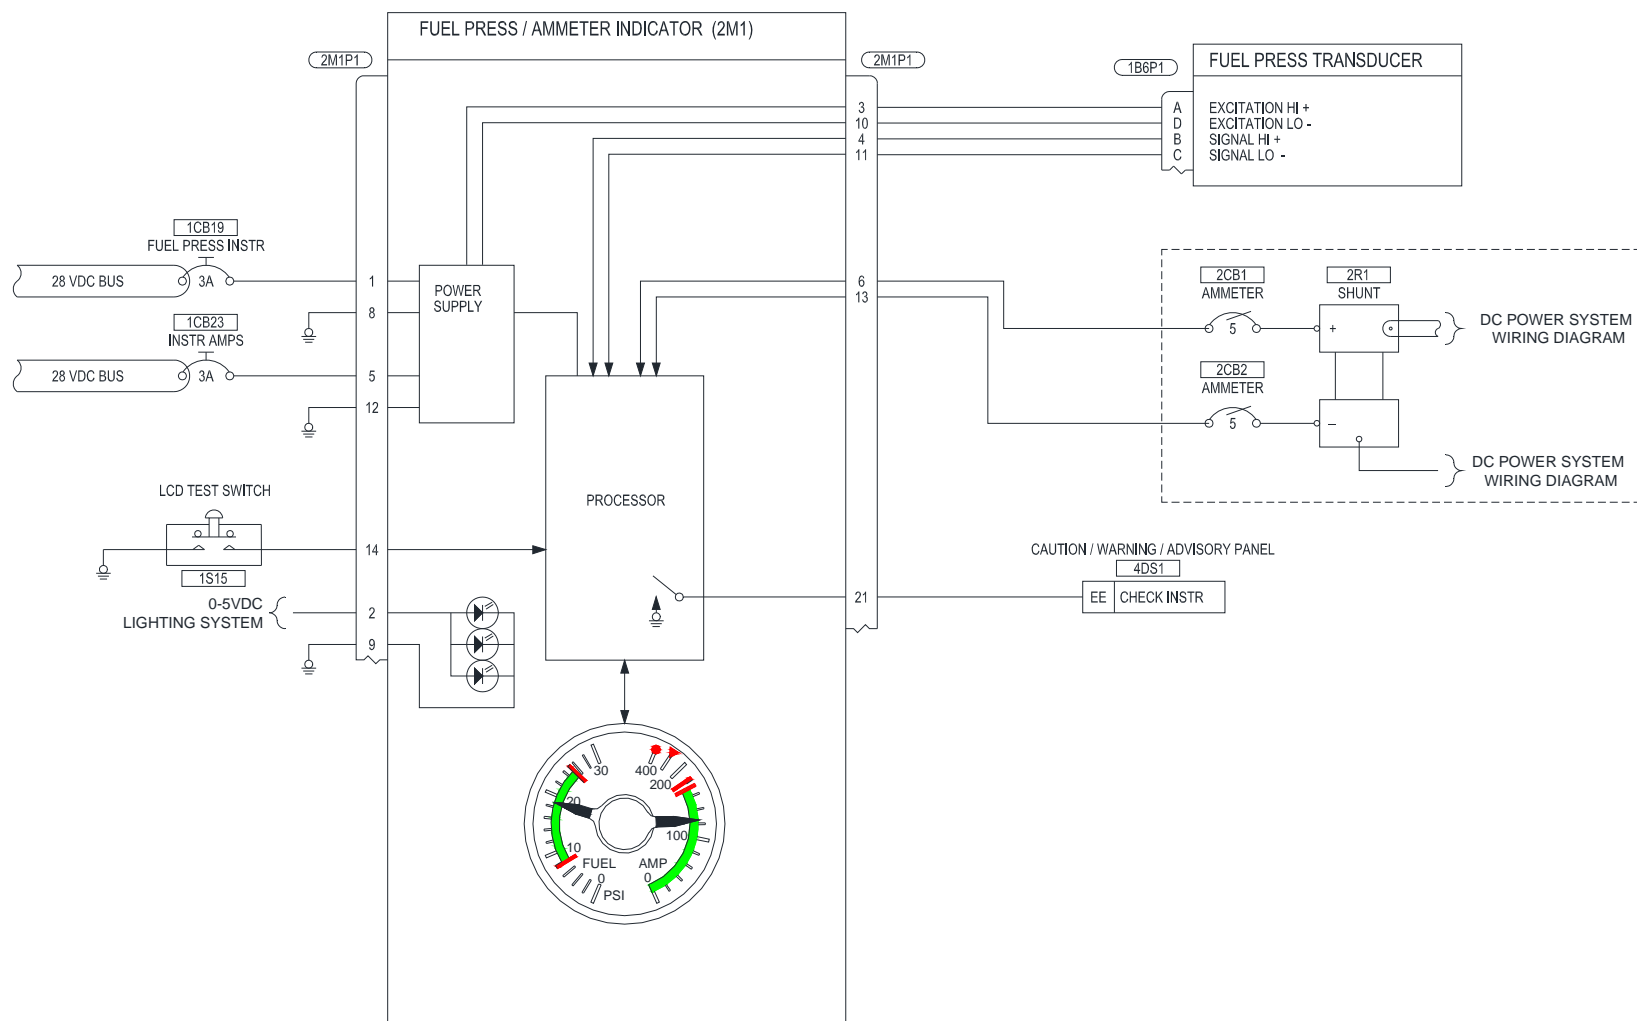 FUEL PRESS / AMMETER INDICATOR (2M1)
2M1P1
2M1P1
1B6P1
FUEL PRESS TRANSDUCER
3
10
4
11
A
D
B
C
EXCITATION HI +
EXCITATION LO -
SIGNAL HI +
SIGNAL LO -
1CB19
FUEL PRESS INSTR
28 VDC BUS
3A
1
8
POWER
SUPPLY
1CB23
INSTR AMPS
28 VDC BUS
3A
5
12
6
13
2CB1
AMMETER
5
2R1
SHUNT
+
DC POWER SYSTEM
WIRING DIAGRAM
2CB2
AMMETER
5
–
DC POWER SYSTEM
WIRING DIAGRAM
LCD TEST SWITCH
1S15
14
PROCESSOR
0-5VDC
LIGHTING SYSTEM
2
9
21
CAUTION / WARNING / ADVISORY PANEL
4DS1
EE
CHECK INSTR
30
400
200
20
100
10
FUEL
AMP
0
0
PSI